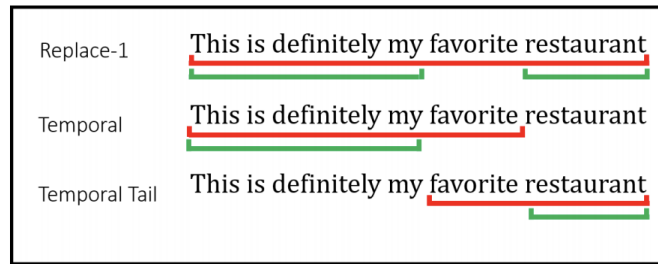 Replace-1 This is definitely my favorite restaurant
Temporal This is definitely my favorite restaurant
Temporal Tail This is definitely my favorite restaurant